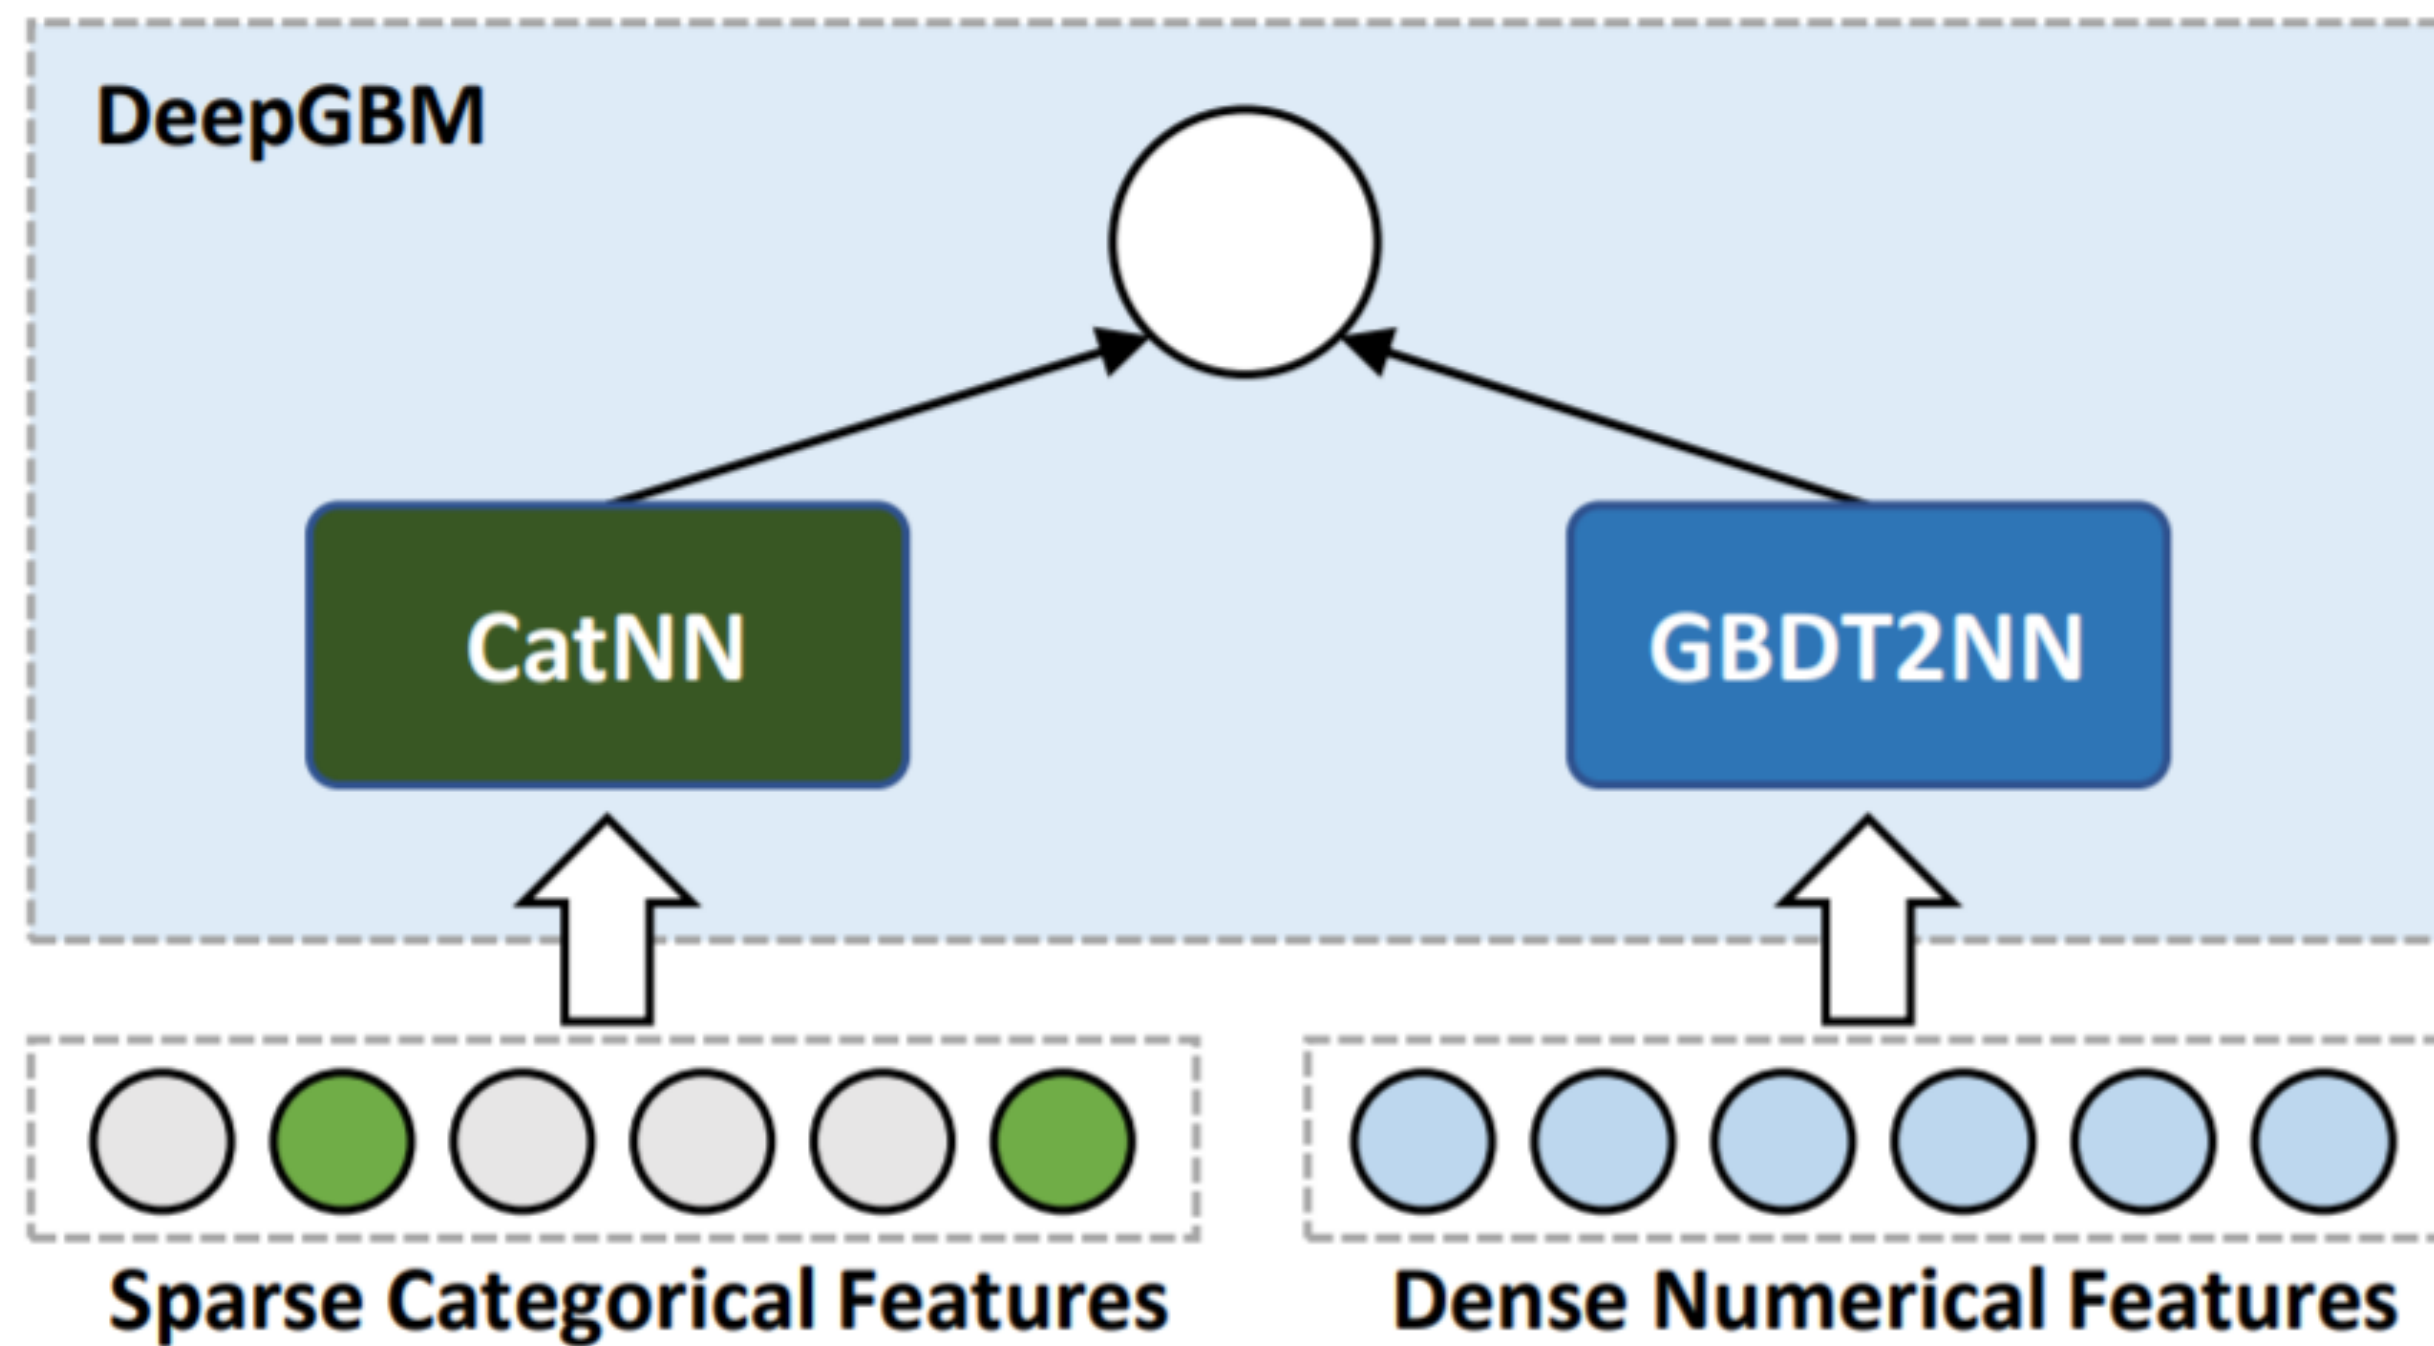 DeepGBM
CatNN
GBDT2NN
Sparse Categorical Features
Dense Numerical Features